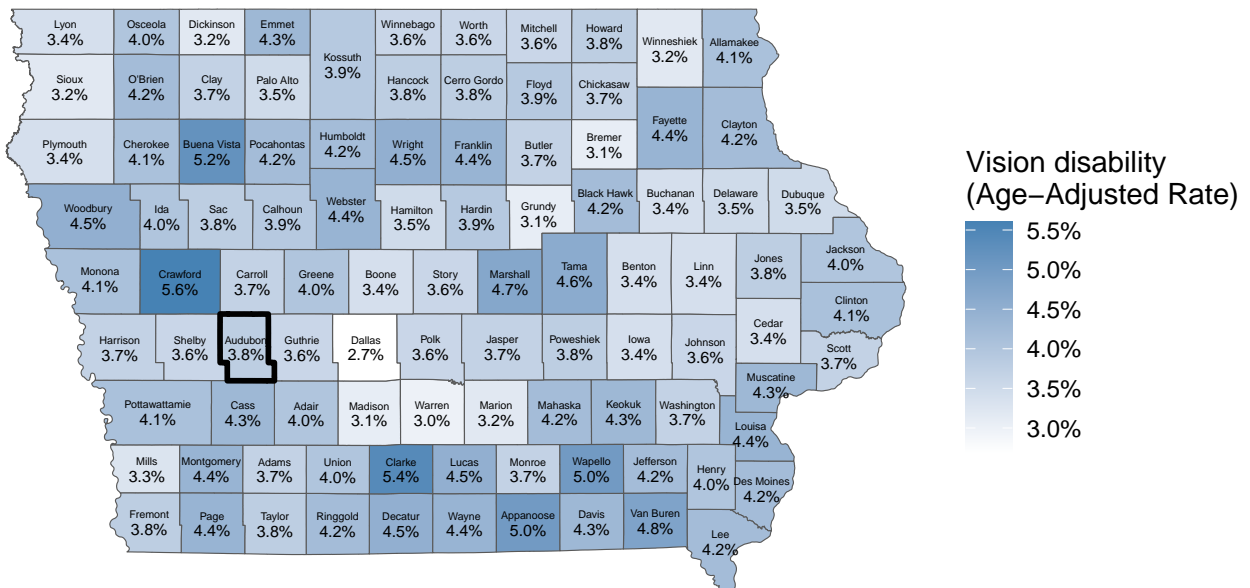 Lyon
3.4%
Osceola
4.0%
Dickinson
3.2%
Emmet
4.3%
Kossuth
3.9%
Winnebago
3.6%
Worth
3.6%
Mitchell
3.6%
Howard
3.8%
Winneshiek
3.2%
Allamakee
4.1%
Sioux
3.2%
O'Brien
4.2%
Clay
3.7%
Palo Alto
3.5%
Hancock
3.8%
Cerro Gordo
3.8%
Floyd
3.9%
Chickasaw
3.7%
Fayette
4.4%
Clayton
4.2%
Plymouth
3.4%
Cherokee
4.1%
Buena Vista
5.2%
Pocahontas
4.2%
Humboldt
4.2%
Wright
4.5%
Franklin
4.4%
Butler
3.7%
Bremer
3.1%
Woodbury
4.5%
Ida
4.0%
Sac
3.8%
Calhoun
3.9%
Webster
4.4%
Hamilton
3.5%
Hardin
3.9%
Grundy
3.1%
Black Hawk
4.2%
Buchanan
3.4%
Delaware
3.5%
Dubuque
3.5%
Monona
4.1%
Crawford
5.6%
Carroll
3.7%
Greene
4.0%
Boone
3.4%
Story
3.6%
Marshall
4.7%
Tama
4.6%
Benton
3.4%
Linn
3.4%
Jones
3.8%
Jackson
4.0%
Clinton
4.1%
Harrison
3.7%
Shelby
3.6%
Audubon
3.8%
Guthrie
3.6%
Dallas
2.7%
Polk
3.6%
Jasper
3.7%
Poweshiek
3.8%
Iowa
3.4%
Johnson
3.6%
Cedar
3.4%
Scott
3.7%
Muscatine
4.3%
Pottawattamie
4.1%
Cass
4.3%
Adair
4.0%
Madison
3.1%
Warren
3.0%
Marion
3.2%
Mahaska
4.2%
Keokuk
4.3%
Washington
3.7%
Louisa
4.4%
Mills
3.3%
Montgomery
4.4%
Adams
3.7%
Union
4.0%
Clarke
5.4%
Lucas
4.5%
Monroe
3.7%
Wapello
5.0%
Jefferson
4.2%
Henry
4.0%
Des Moines
4.2%
Fremont
3.8%
Page
4.4%
Taylor
3.8%
Ringgold
4.2%
Decatur
4.5%
Wayne
4.4%
Appanoose
5.0%
Davis
4.3%
Van Buren
4.8%
Lee
4.2%
Vision disability
(Age−Adjusted Rate)
5.5%
5.0%
4.5%
4.0%
3.5%
3.0%